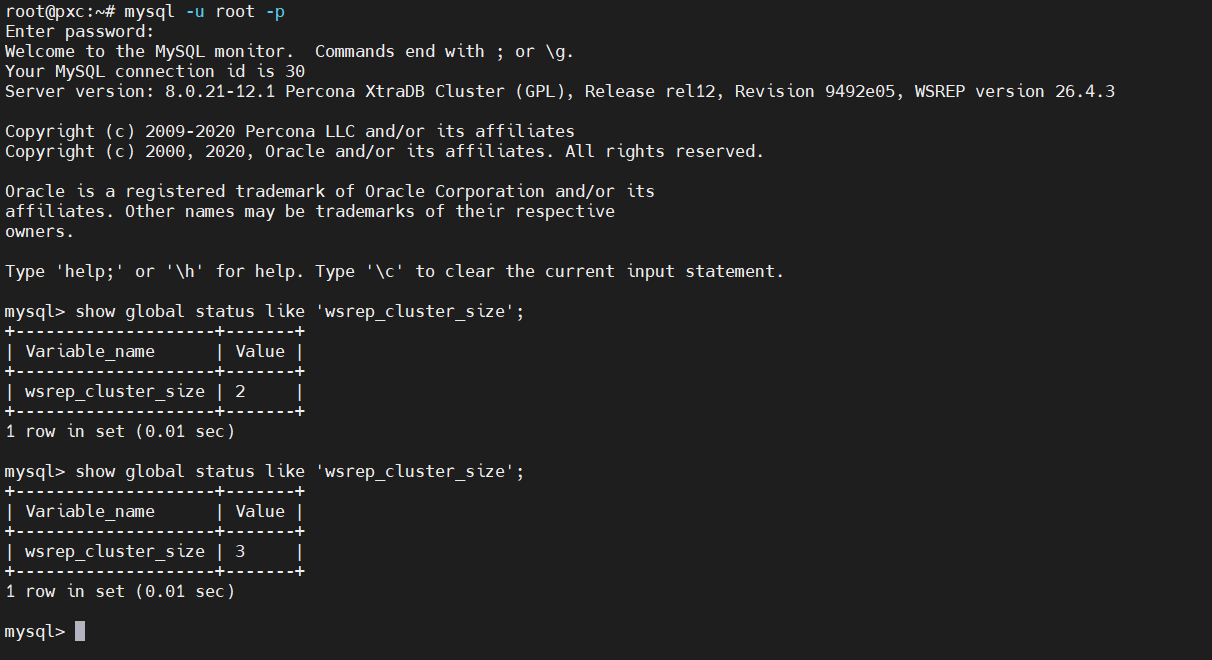 root@pxc:~# mysql -u root -p
Enter password:
Welcome to the MySQL monitor.  Commands end with ; or \g.
Your MySQL connection id is 30
Server version: 8.0.21-12.1 Percona XtraDB Cluster (GPL), Release rel12, Revision 9492e05, WSREP version 26.4.3
Copyright (c) 2009-2020 Percona LLC and/or its affiliates
Copyright (c) 2000, 2020, Oracle and/or its affiliates. All rights reserved.
Oracle is a registered trademark of Oracle Corporation and/or its
affiliates. Other names may be trademarks of their respective
owners.
Type 'help;' or '\h' for help. Type '\c' to clear the current input statement.
mysql> show global status like 'wsrep_cluster_size';
+--------------------+-------+
| Variable_name      | Value |
+--------------------+-------+
| wsrep_cluster_size | 2     |
+--------------------+-------+
1 row in set (0.01 sec)
mysql> show global status like 'wsrep_cluster_size';
+--------------------+-------+
| Variable_name      | Value |
+--------------------+-------+
| wsrep_cluster_size | 3     |
+--------------------+-------+
1 row in set (0.01 sec)
mysql>